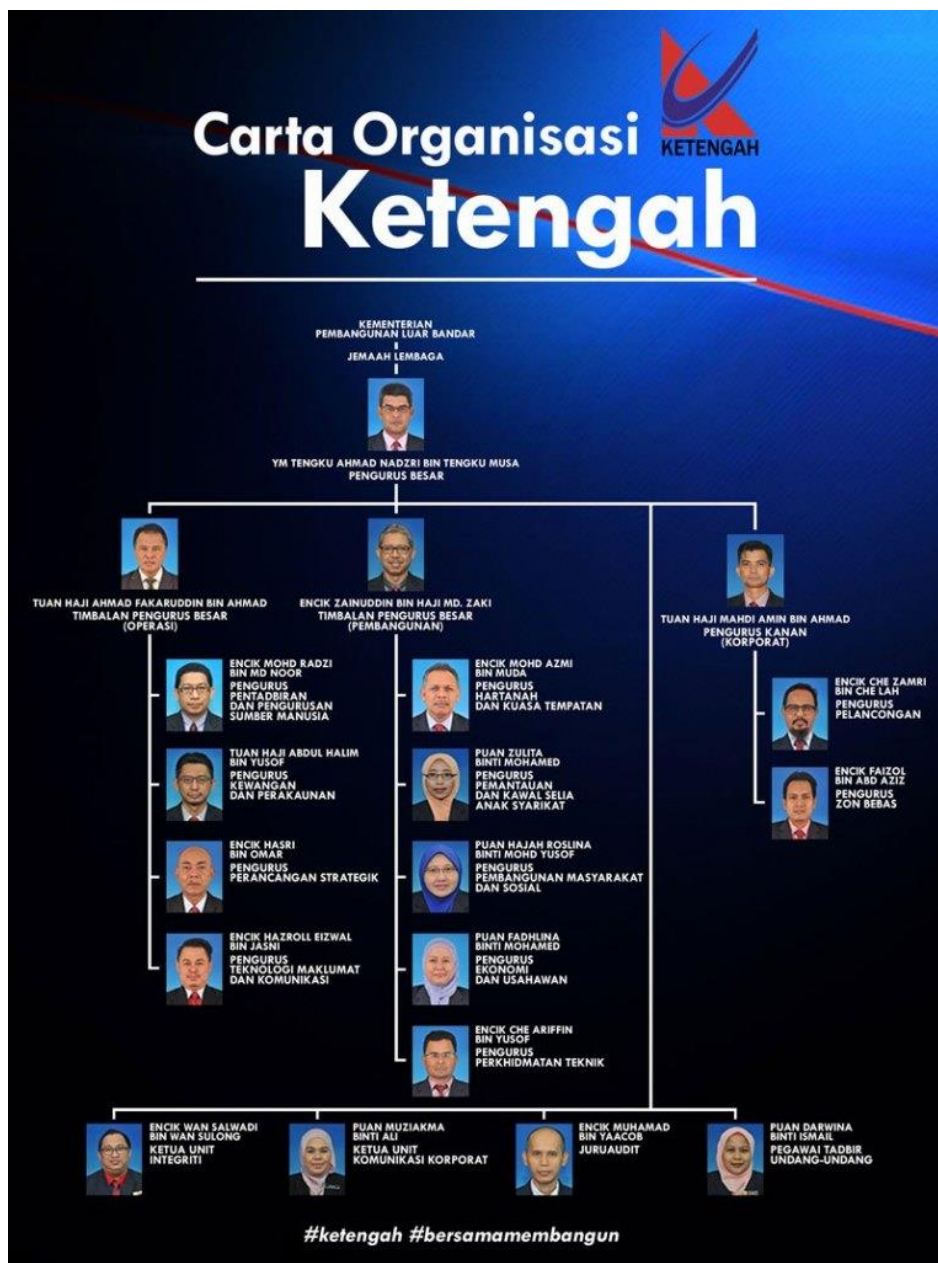 Carta Organisasi
KETENGAH
Ketengah
KEMENTERIAN
PEMBANGUNAN LUAR BANDAR
JEMAAH LEMBAGA
YM TENGKU AHMAD NADZRI BIN TENGKU MUSA
PENGURUS BESAR
TUAN HAJI AHMAD FAKARUDDIN BIN AHMAD
TIMBALAN PENGURUS BESAR
(OPERASI)
ENCIK MOHD RADZI
BIN MD NOOR
PENGURUS
PENTADBIRAN
DAN PENGURUSAN
SUMBER MANUSIA
TUAN HAJI ABDUL HALIM
BIN YUSOF
PENGURUS
KEWANGAN
DAN PERAKAUNAN
ENCIK HASRI
BIN OMAR
PENGURUS
PERANCANGAN STRATEGIK
ENCIK HAZROLL EIZWAL
BIN JASNI
PENGURUS
TEKNOLOGI MAKLUMAT
DAN KOMUNIKASI
ENCIK ZAINUDDIN BIN HAJI MD. ZAKI
TIMBALAN PENGURUS BESAR
(PEMBANGUNAN)
ENCIK MOHD AZMI
BIN MUDA
PENGURUS
HARTANAH
DAN KUASA TEMPATAN
PUAN ZULITA
BINTI MOHAMED
PENGURUS
PEMANTAUAN
DAN KAWAL SELIA
ANAK SYARIKAT
PUAN HAJAH ROSLINA
BINTI MOHD YUSOF
PENGURUS
PEMBANGUNAN MASYARAKAT
DAN SOSIAL
PUAN FADHLINA
BINTI MOHAMED
PENGURUS
EKONOMI
DAN USAHAWAN
ENCIK CHE ARIFFIN
BIN YUSOF
PENGURUS
PERKHIDMATAN TEKNIK
TUAN HAJI MAHDI AMIN BIN AHMAD
PENGURUS KANAN
(KORPORAT)
ENCIK CHE ZAMRI
BIN CHE LAH
PENGURUS
PELANCONGAN
ENCIK FAIZOL
BIN ABD AZIZ
PENGURUS
ZON BEBAS
ENCIK WAN SALWADI
BIN WAN SULONG
KETUA UNIT
INTEGRITI
PUAN MUZIAKMA
BINTI ALI
KETUA UNIT
KOMUNIKASI KORPORAT
ENCIK MUHAMAD
BIN YAACOB
JURUAUDIT
PUAN DARWINA
BINTI ISMAIL
PEGAWAI TADBIR
UNDANG-UNDANG
#ketengah #bersamamembangun